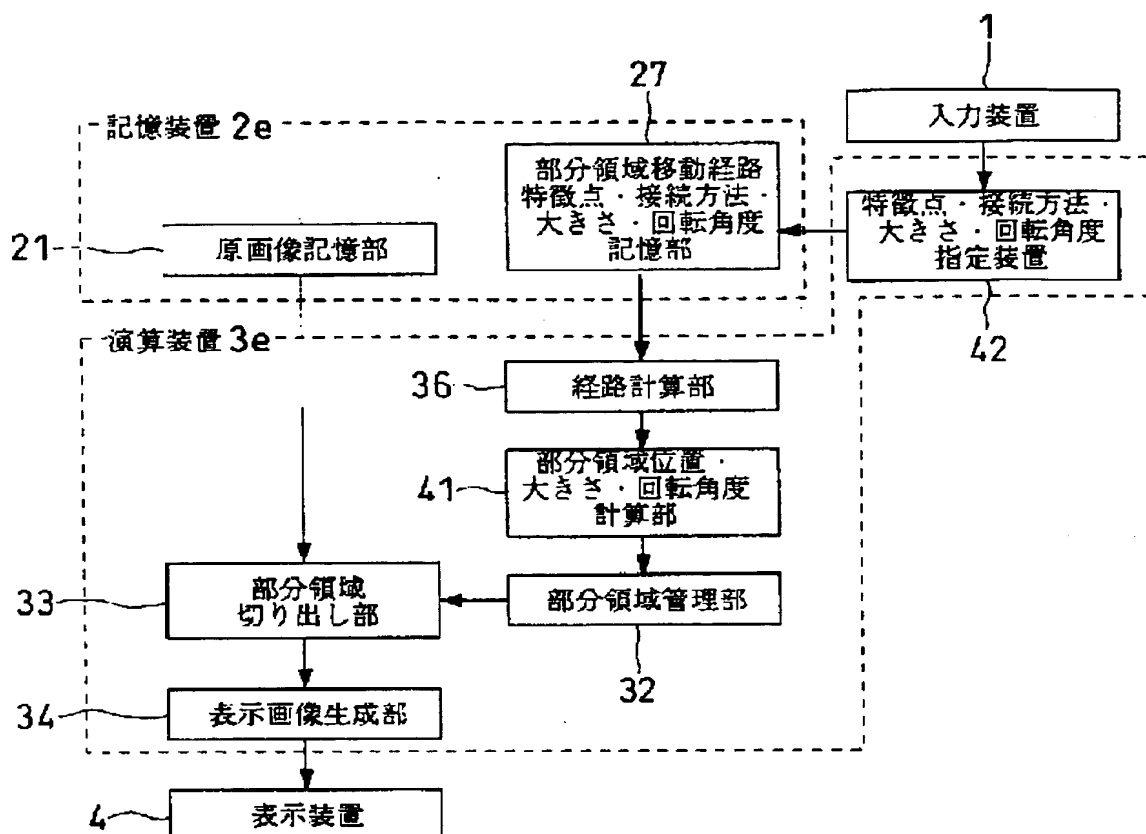 1
27
入力装置
記憶装置2e
部分領域移動経路
特徴点・接続方法・
大きさ・回転角度
記憶部
特徴点・接続方法・
大きさ・回転角度
指定装置
21
原画像記憶部
42
演算装置3e
36
経路計算部
41
部分領域位置・
大きさ・回転角度
計算部
33
部分領域
切り出し部
部分領域管理部
32
34
表示画像生成部
4
表示装置